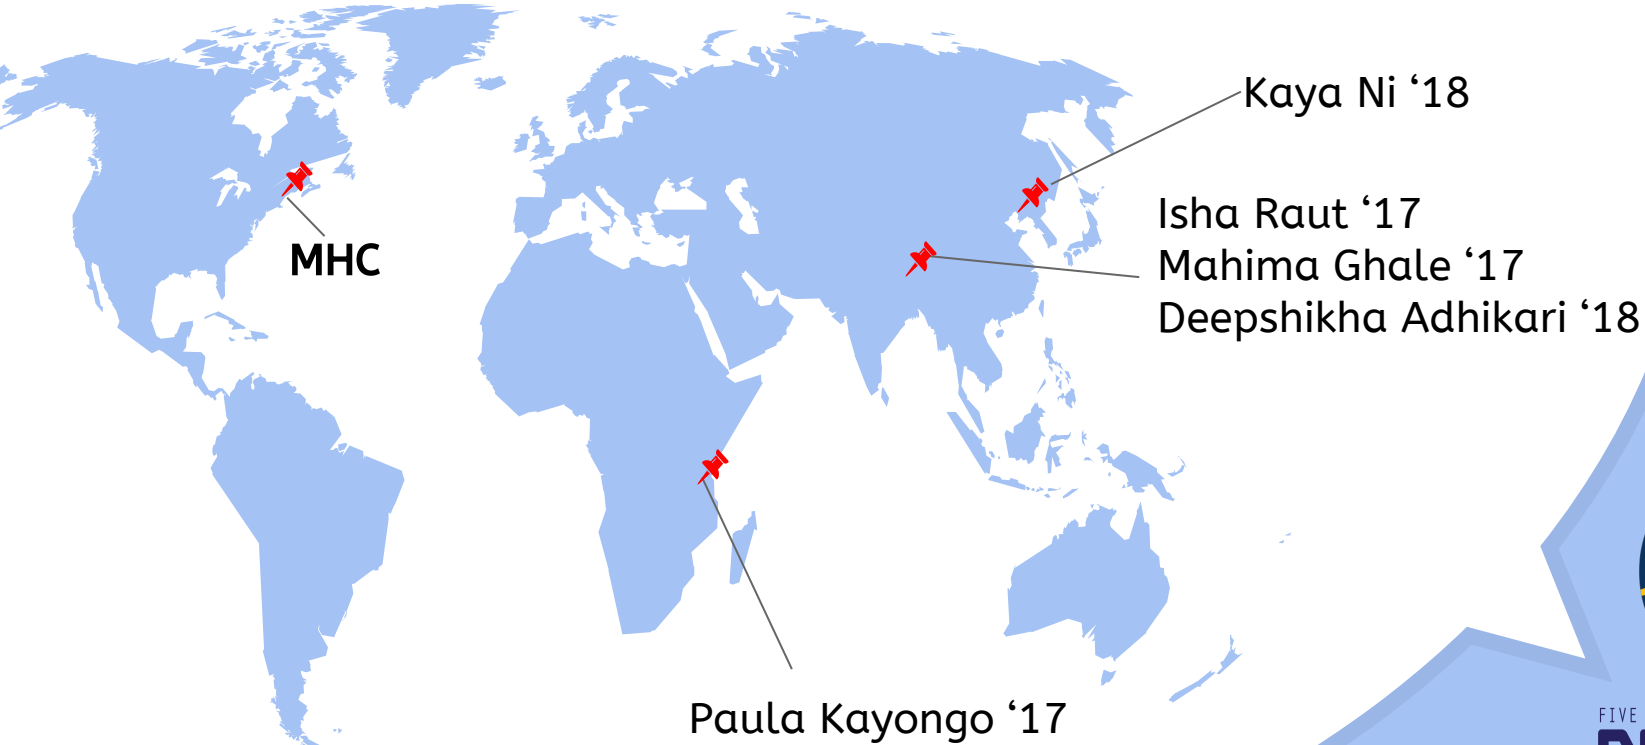 Kaya Ni ‘18
MHC
Isha Raut ‘17
Mahima Ghale ‘17
Deepshikha Adhikari ‘18
Paula Kayongo ‘17
FIVE